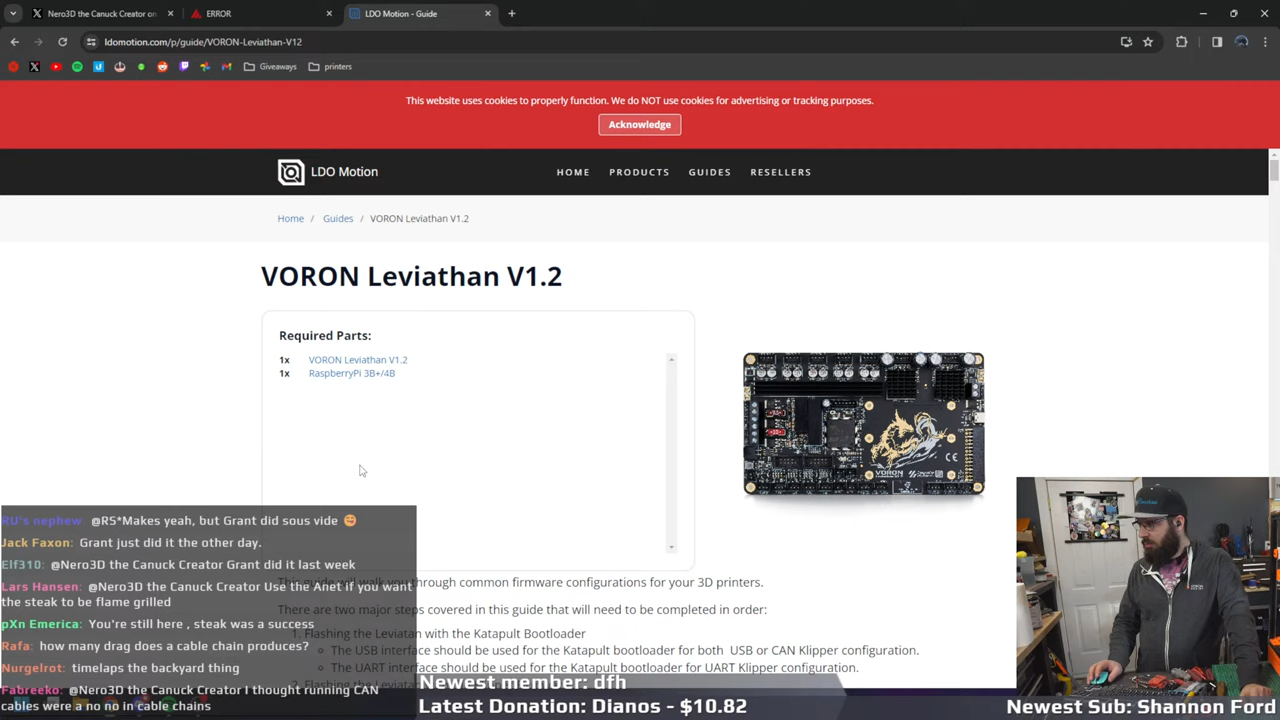 Nero3D the Canuck Creator on
ERROR
LDO Motion - Guide
ldomotion.com/p/guide/VORON-Leviathan-V12
Giveaways
printers
This website uses cookies to properly function. We do NOT use cookies for advertising or tracking purposes.
Acknowledge
LDO Motion
HOME PRODUCTS GUIDES RESELLERS
Home / Guides / VORON Leviathan V1.2
VORON Leviathan V1.2
Required Parts:
1x VORON Leviathan V1.2
1x RaspberryPi 3B+/4B
VORON
This guide will walk you through common firmware configurations for your 3D printers.
There are two major steps covered in this guide that will need to be completed in order:
1. Flashing the Leviatan with the Katapult Bootloader
The USB interface should be used for the Katapult bootloader for both USB or CAN Klipper configuration.
The UART interface should be used for the Katapult bootloader for UART Klipper configuration.
RU's nephew: @RS*Makes yeah, but Grant did sous vide 😋
Jack Faxon: Grant just did it the other day.
Elf310: @Nero3D the Canuck Creator Grant did it last week
Lars Hansen: @Nero3D the Canuck Creator Use the Anet if you want
the steak to be flame grilled
pXn Emerica: You're still here , steak was a success
Rafa: how many drag does a cable chain produces?
Nurgelrot: timelaps the backyard thing
Fabreeko: @Nero3D the Canuck Creator I thought running CAN
cables were a no no in cable chains
Newest member: dfh
Latest Donation: Dianos - $10.82
Newest Sub: Shannon Ford